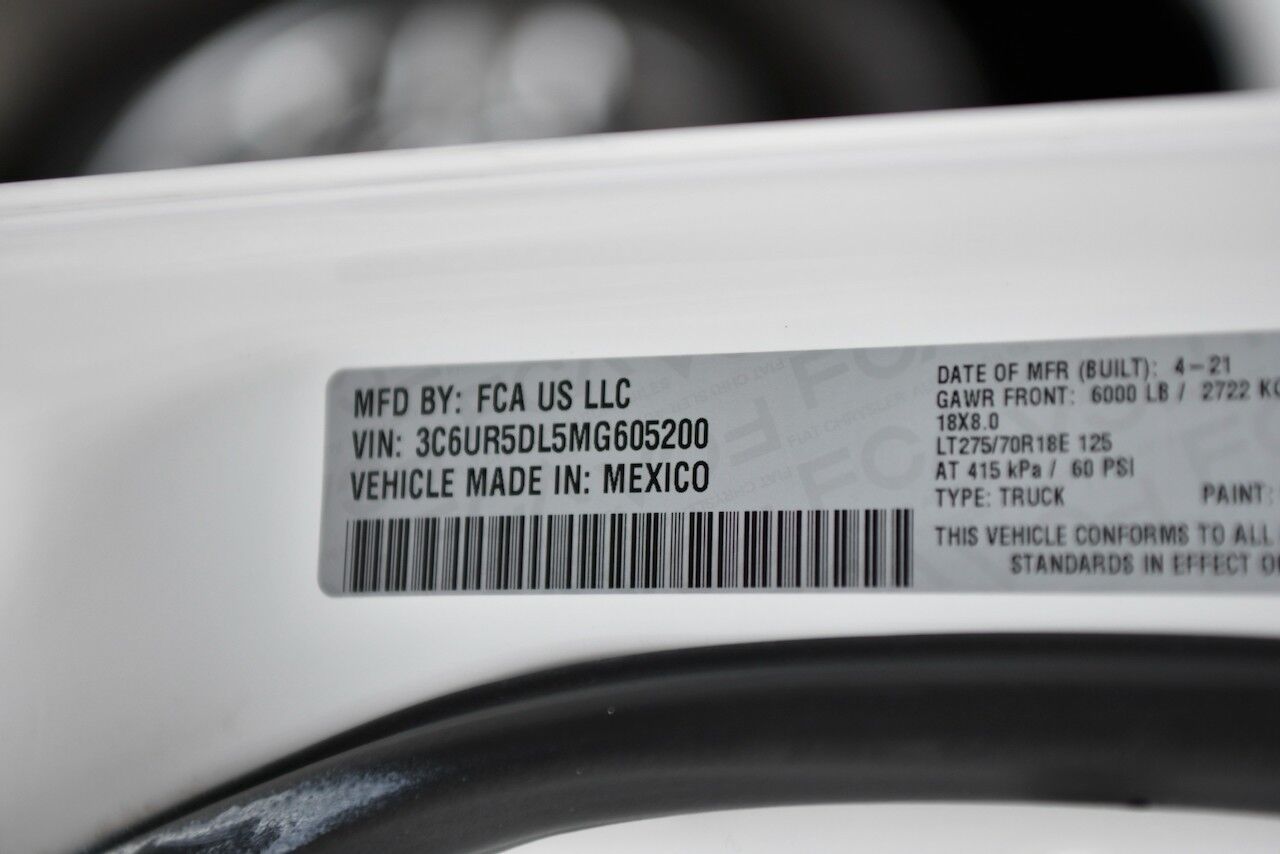 MFD BY: FCA US LLC
VIN: 3C6UR5DL5MG605200
VEHICLE MADE IN: MEXICO
DATE OF MFR (BUILT): 4-21
GAWR FRONT: 6000 LB / 2722 KG
18X8.0
LT275/70R18E 125
AT 415 kPa / 60 PSI
TYPE: TRUCK PAINT:
THIS VEHICLE CONFORMS TO ALL
STANDARDS IN EFFECT